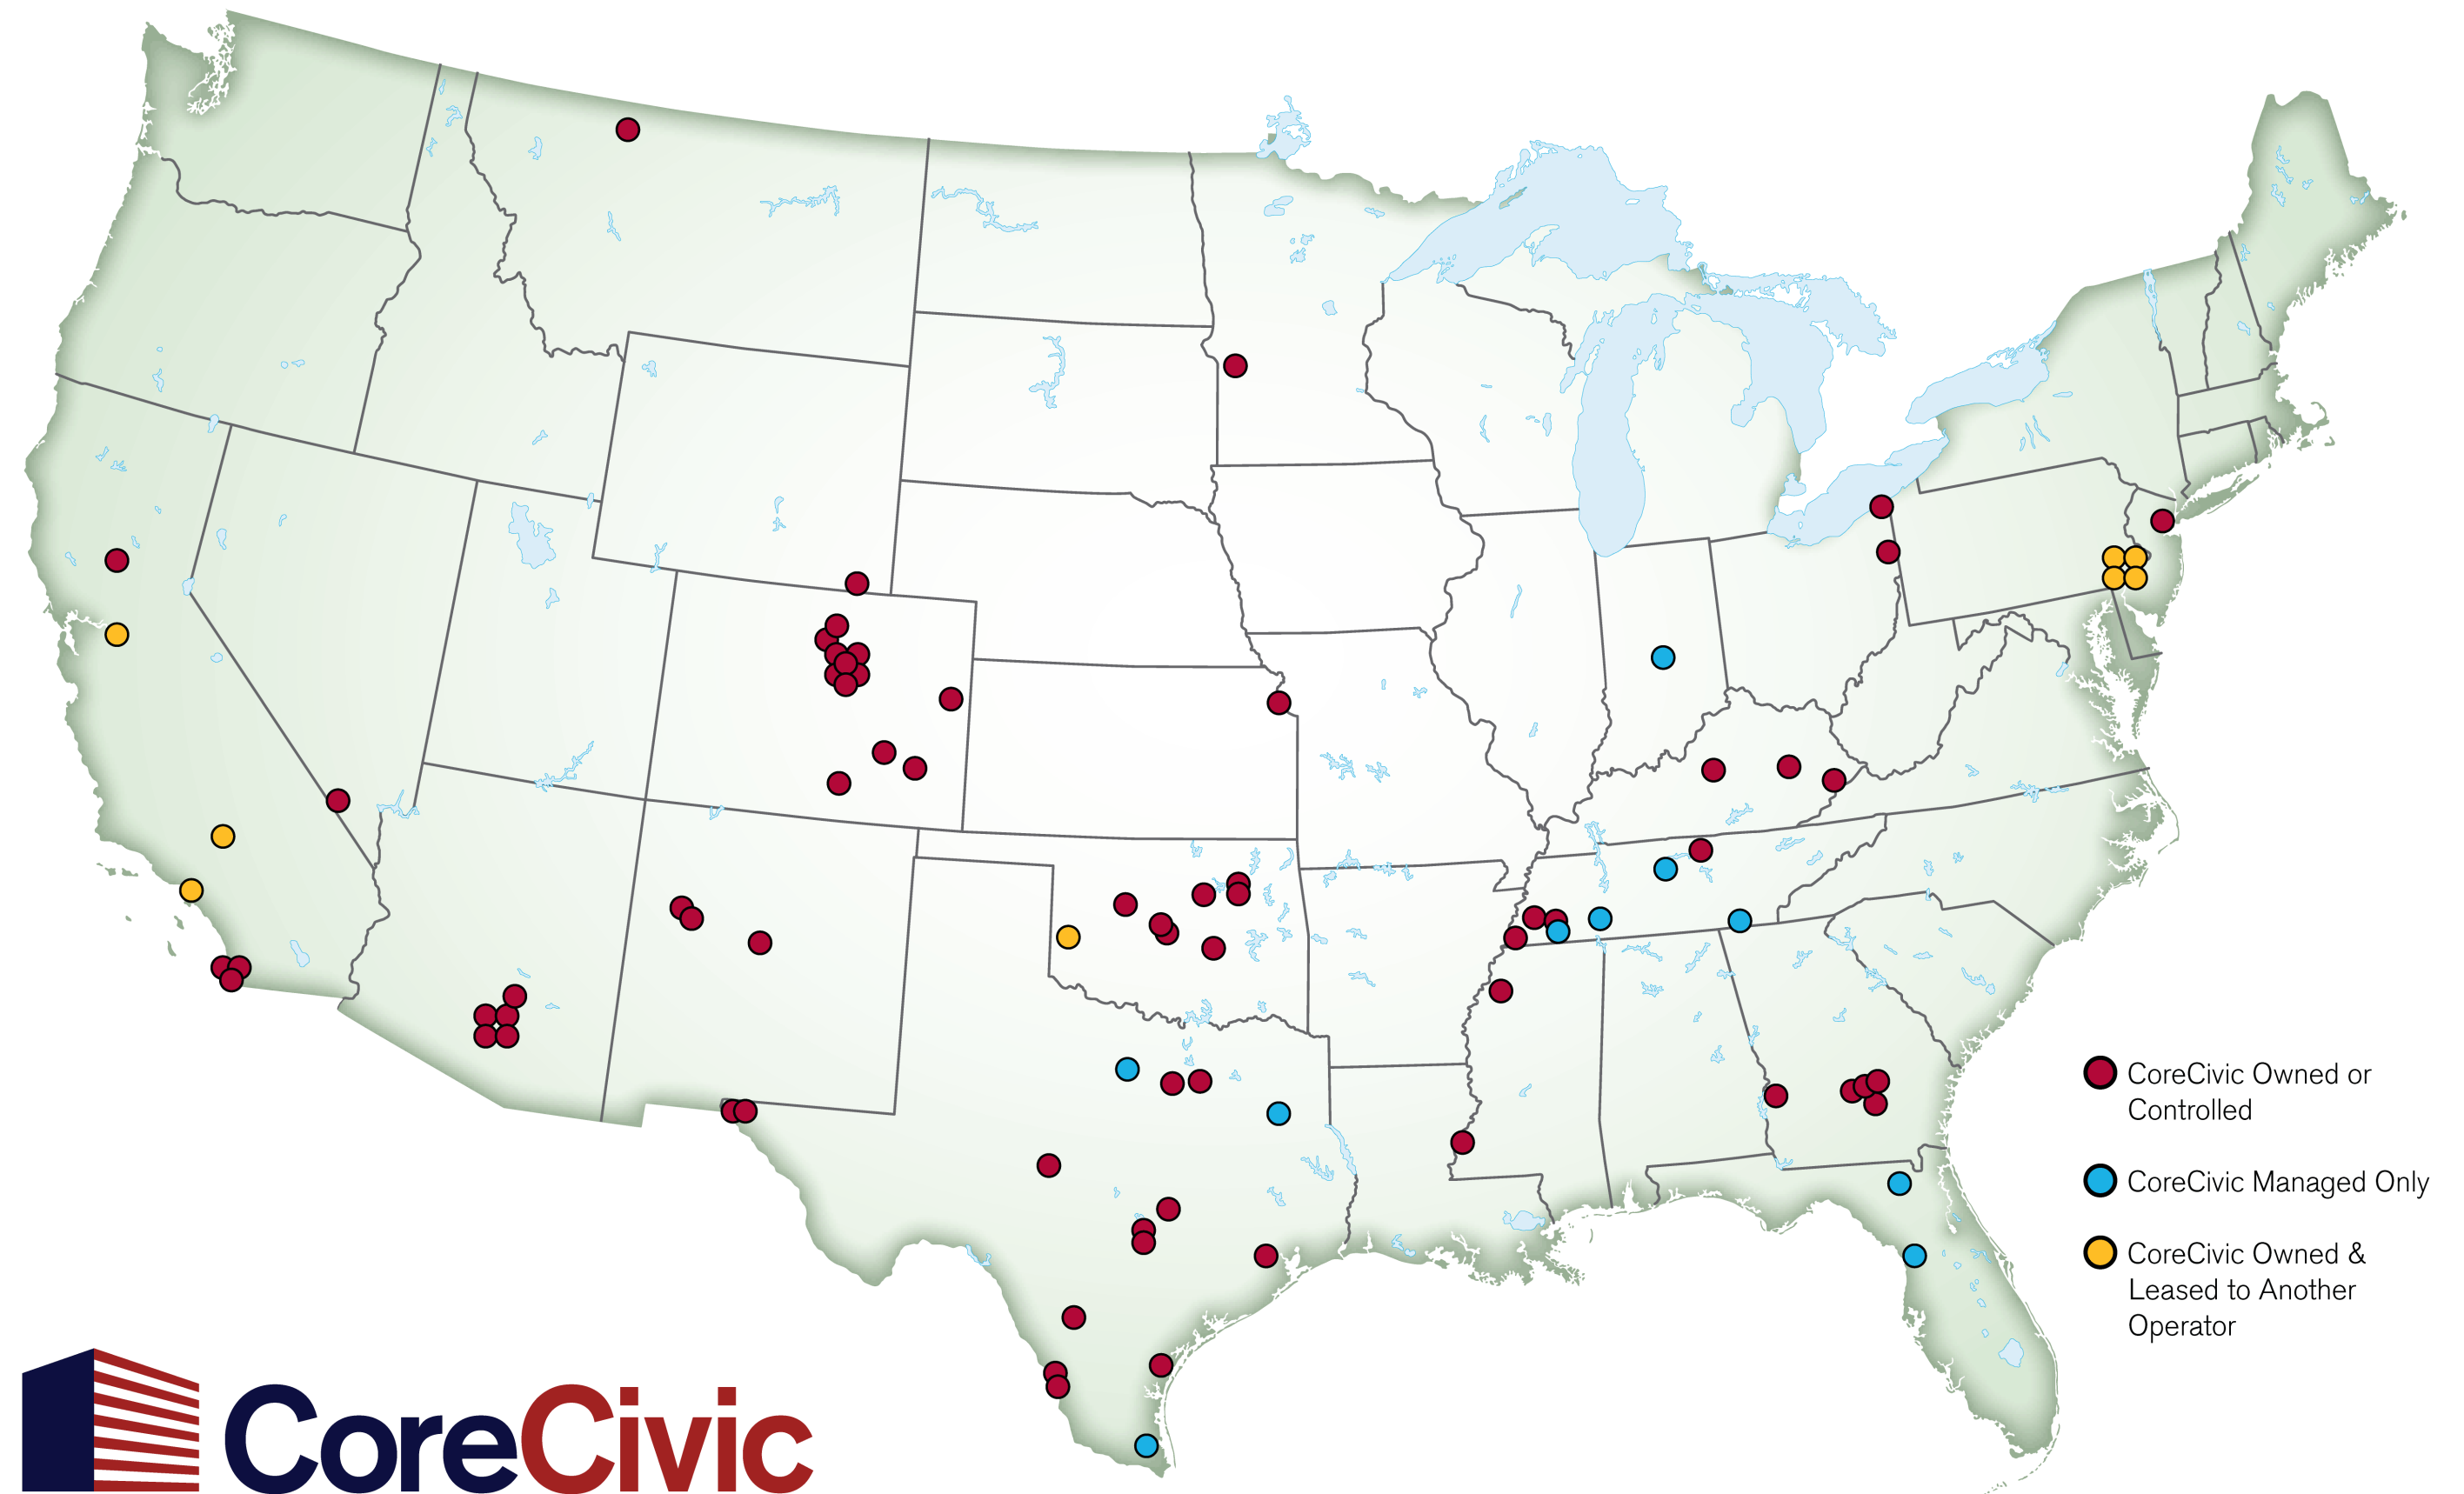 CoreCivic Owned or
Controlled
CoreCivic Managed Only
CoreCivic Owned &
Leased to Another
Operator
CoreCivic